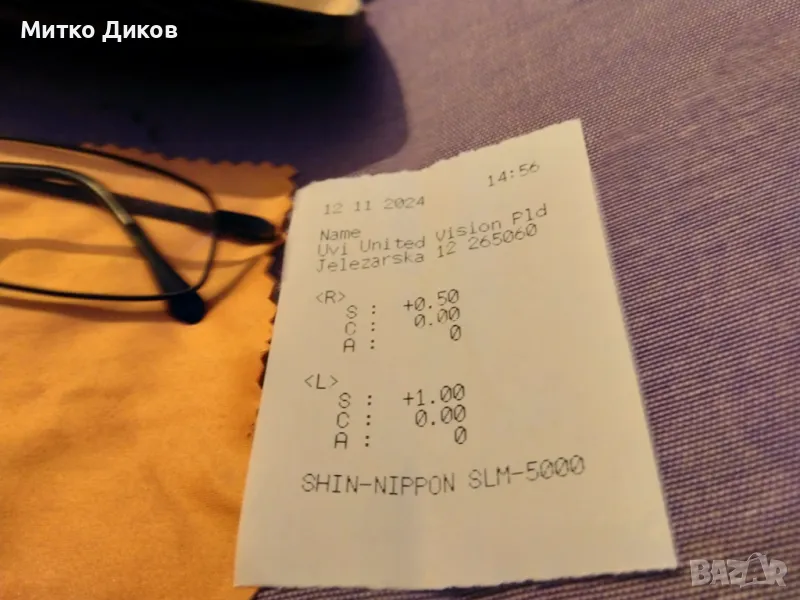 Митко Диков
12 11 2024 14:56
Name
Uvi United Vision Pld
Jelezarska 12 265060
<R>
S : +0.50
C : 0.00
A : 0
<L>
S : +1.00
C : 0.00
A : 0
SHIN-NIPPON SLM-5000
BAZAR